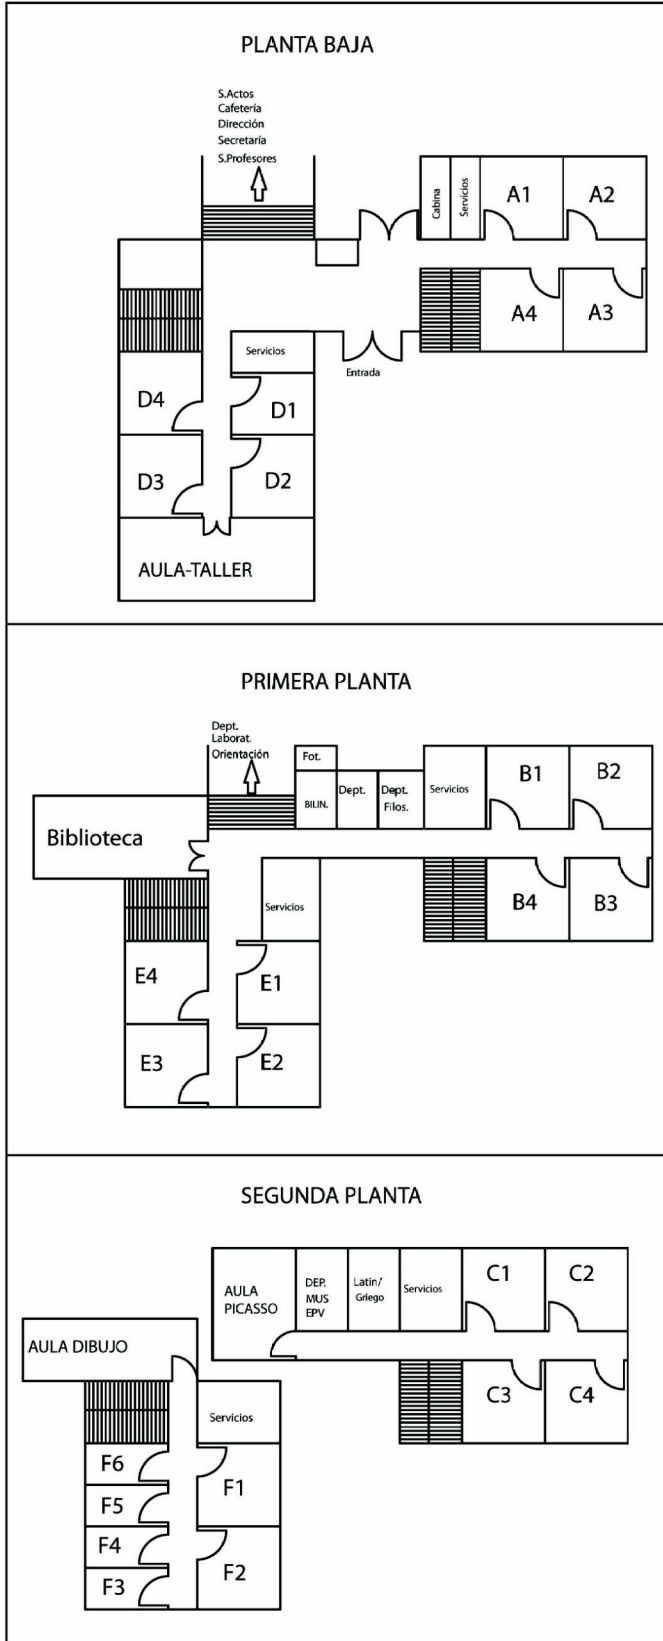 PLANTA BAJA
S.Actos
Cafetería
Dirección
Secretaría
S.Profesores
Cabina
Servicios
A1
A2
A4
A3
Servicios
Entrada
D4
D1
D3
D2
AULA-TALLER
PRIMERA PLANTA
Dept.
Laborat.
Orientación
Fot.
BILIN.
Dept.
Dept.
Filos.
Servicios
B1
B2
Biblioteca
B4
B3
Servicios
E4
E1
E3
E2
SEGUNDA PLANTA
AULA
PICASSO
DEP.
MUS
EPV
Latin/
Griego
Servicios
C1
C2
AULA DIBUJO
C3
C4
Servicios
F6
F1
F5
F4
F2
F3